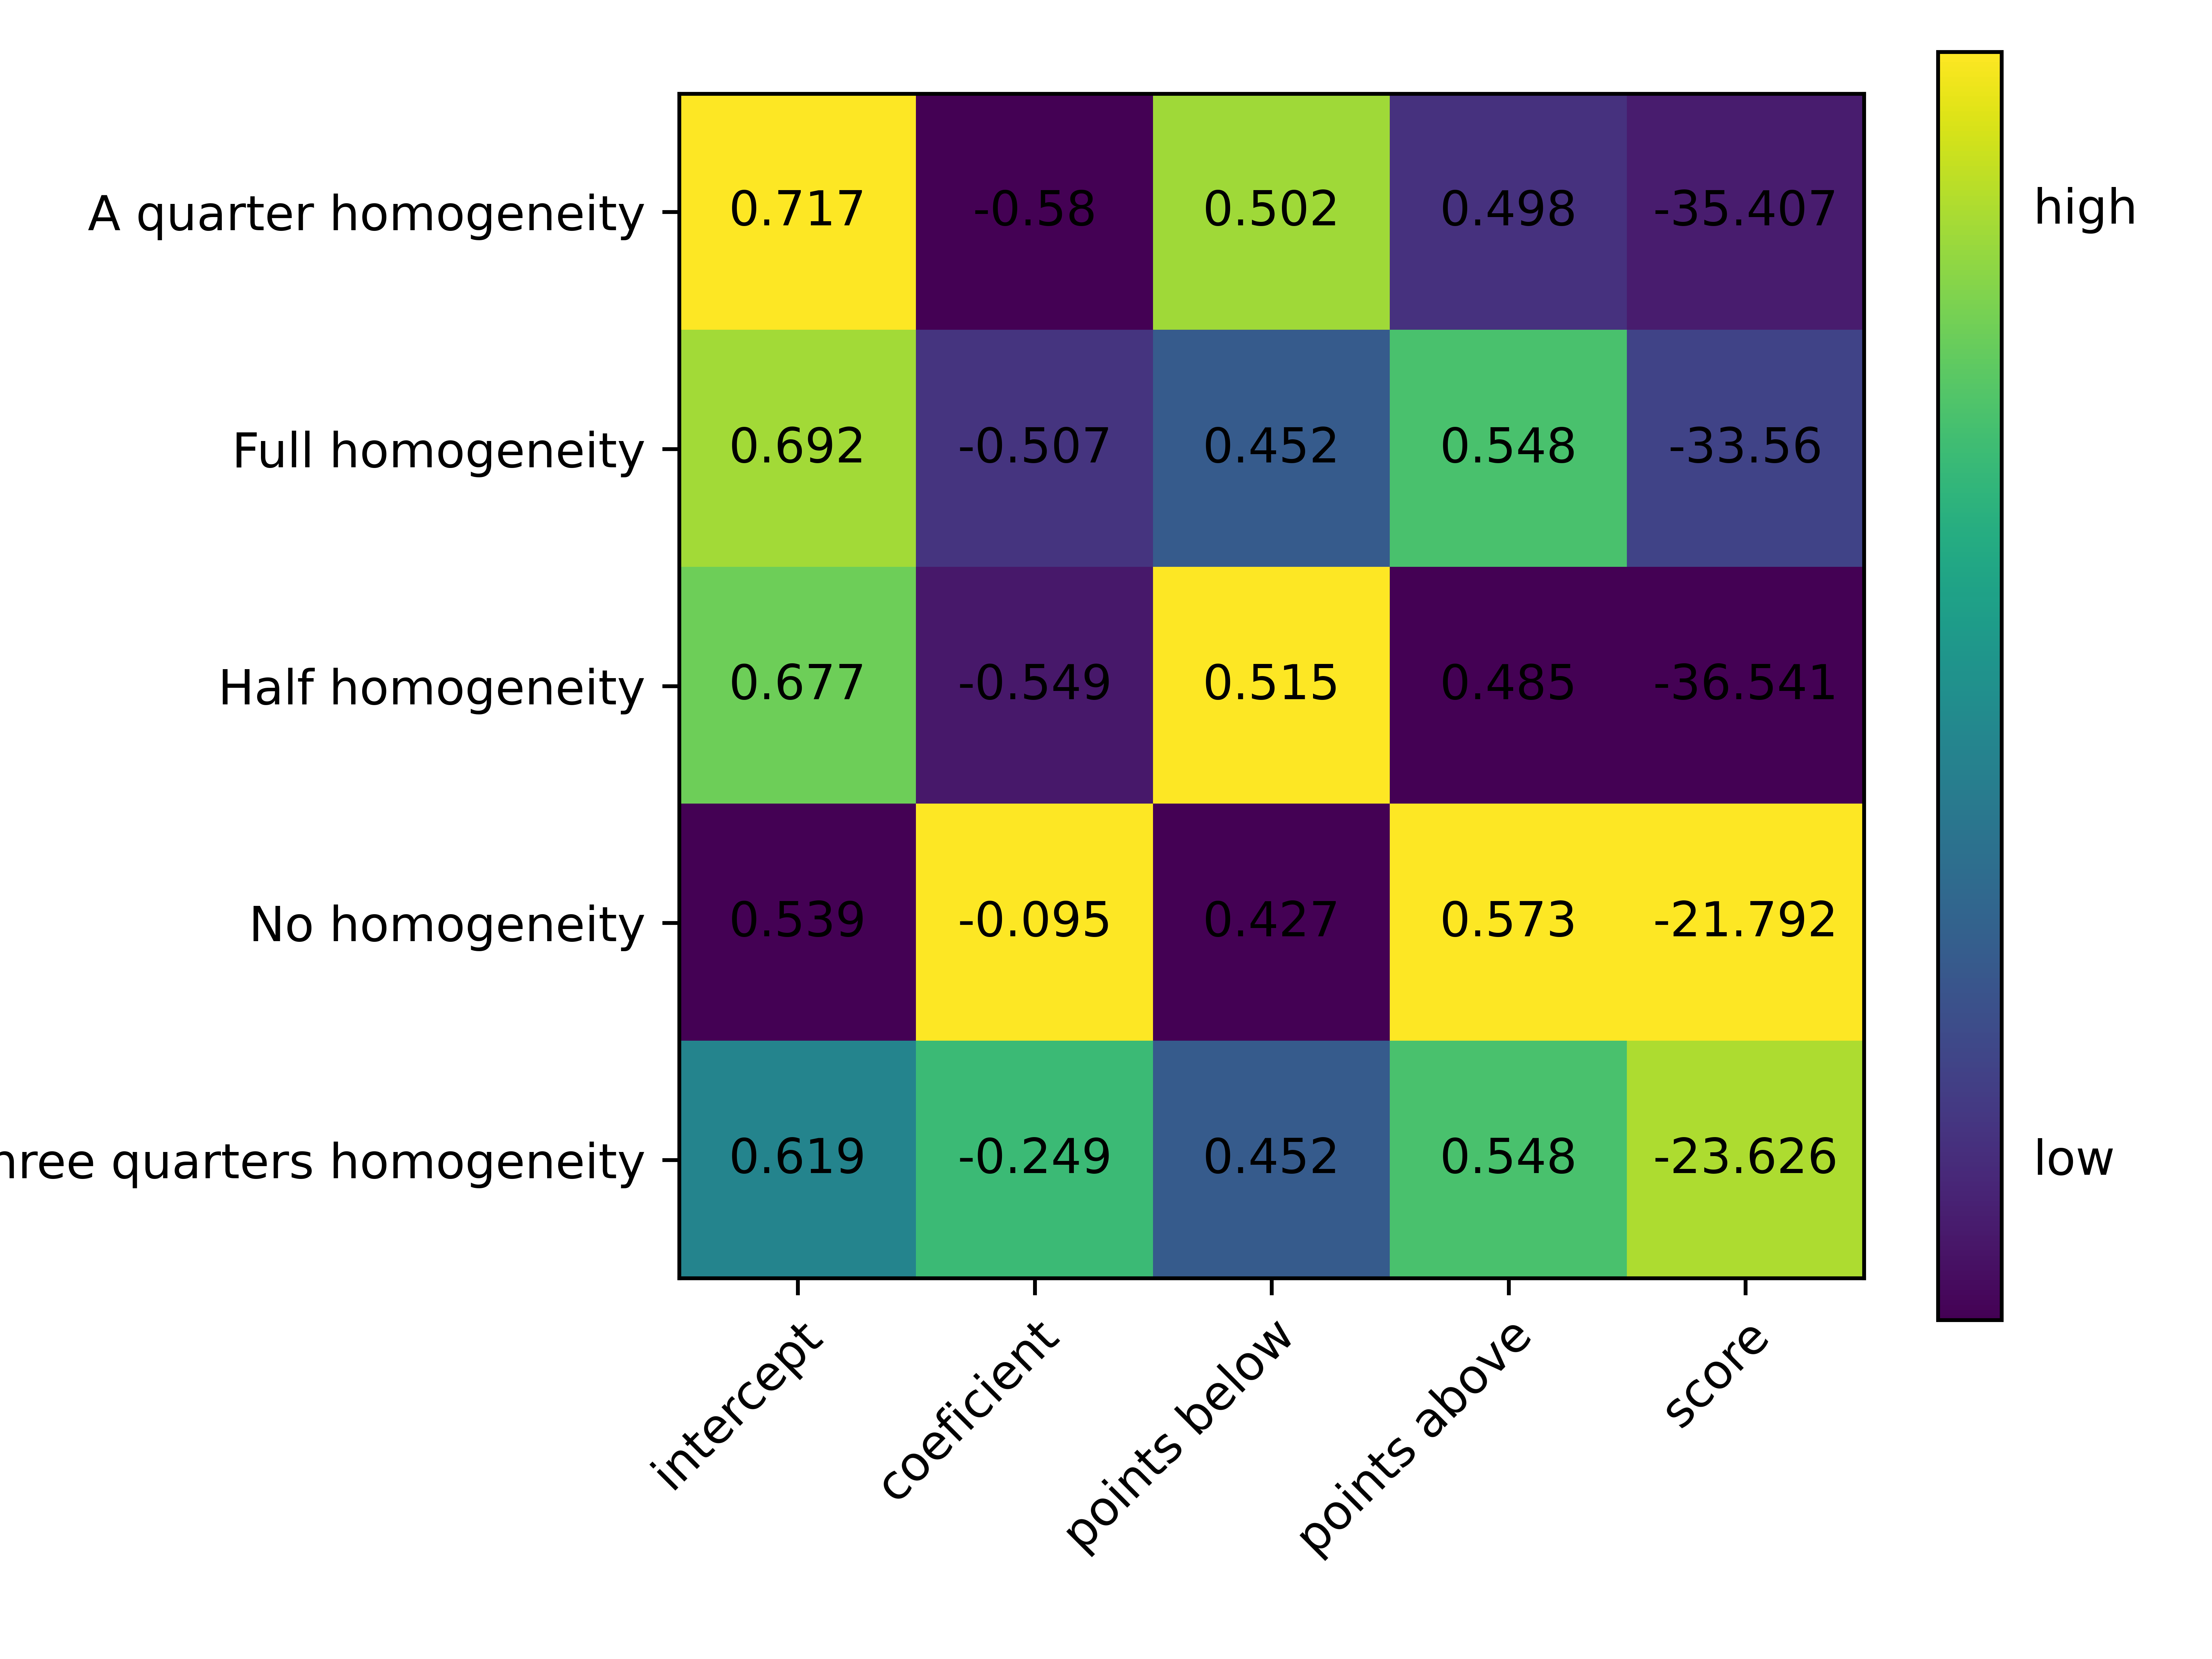 A quarter homogeneity 0.717 -0.58 0.502 0.498 -35.407 high
Full homogeneity 0.692 -0.507 0.452 0.548 -33.56
Half homogeneity 0.677 -0.549 0.515 0.485 -36.541
No homogeneity 0.539 -0.095 0.427 0.573 -21.792
hree quarters homogeneity 0.619 -0.249 0.452 0.548 -23.626 low
intercept coeficient points below points above score